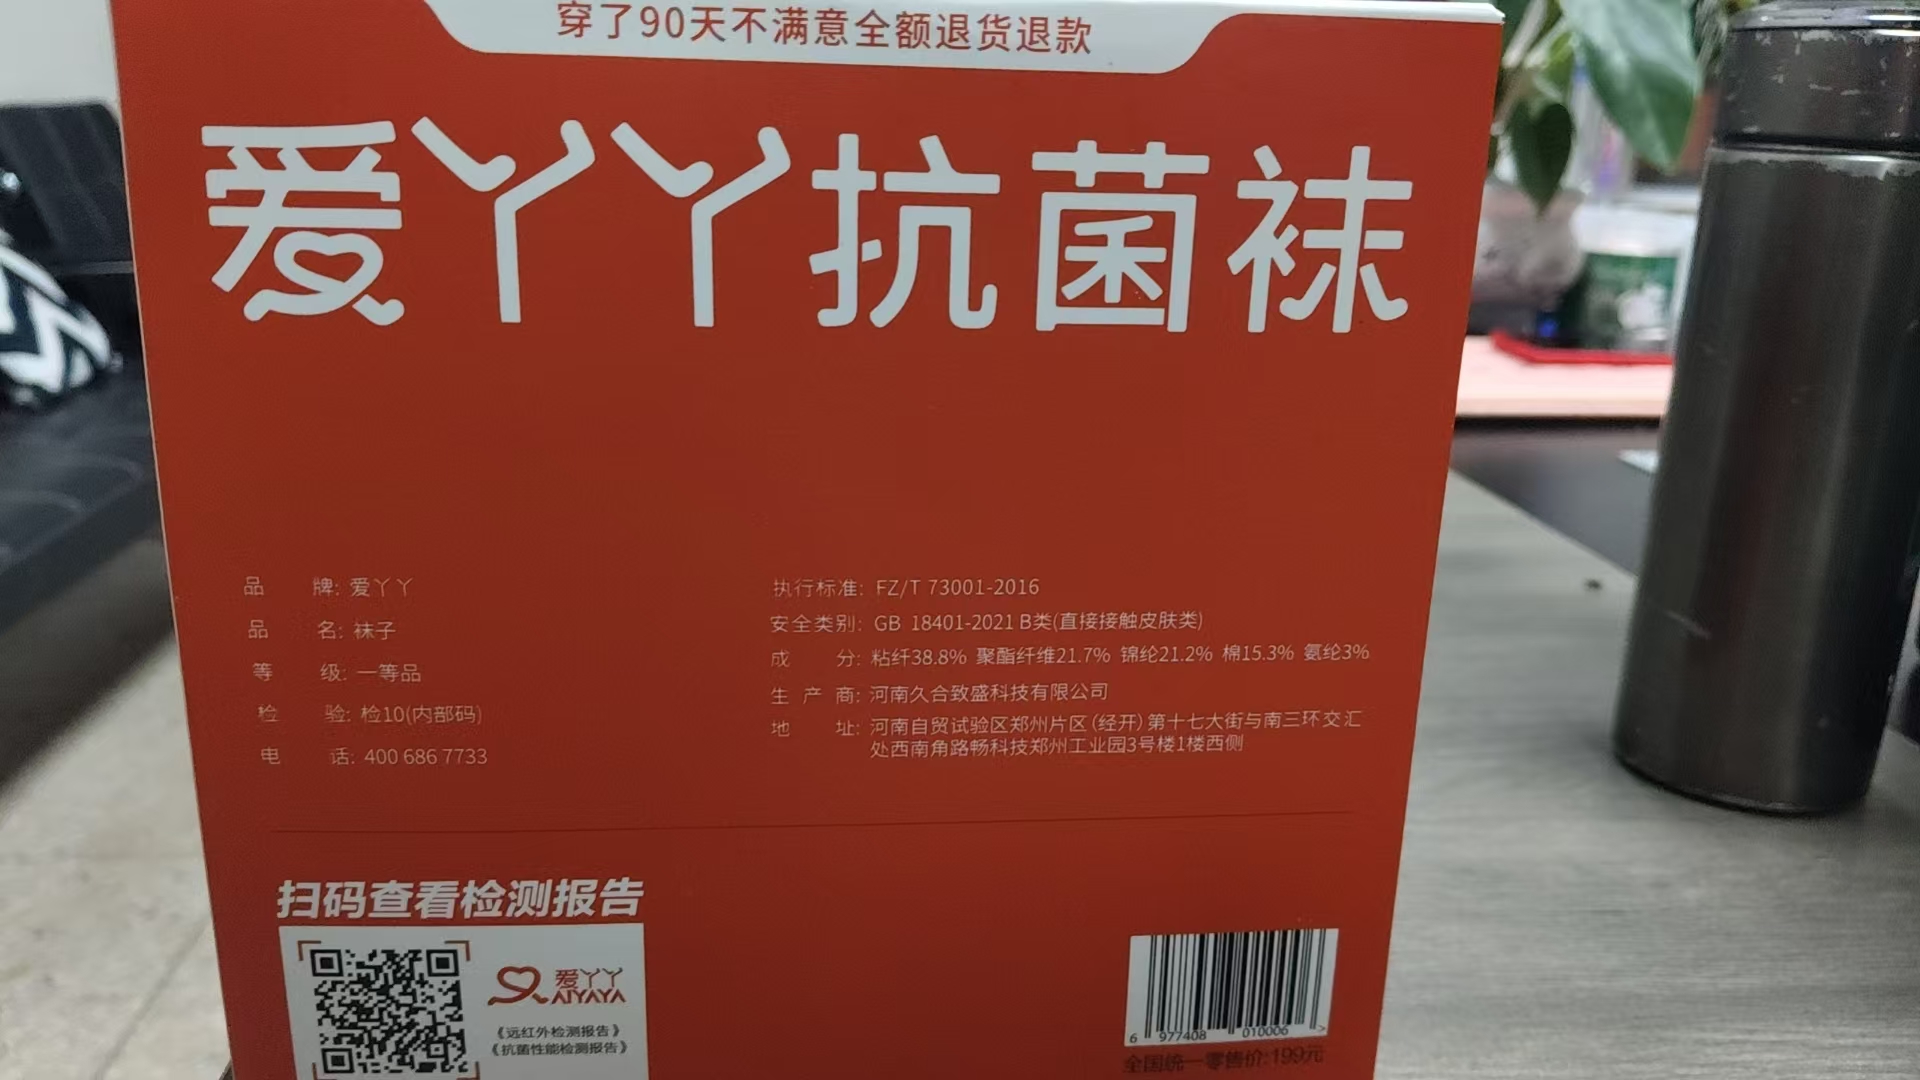 穿了90天不满意全额退货退款
爱丫丫抗菌袜
品 牌: 爱丫丫
品 名: 袜子
等 级: 一等品
检 验: 检10(内部码)
电 话: 400 686 7733
执行标准: FZ/T 73001-2016
安全类别: GB 18401-2021 B类(直接接触皮肤类)
成 分: 粘纤38.8% 聚酯纤维21.7% 锦纶21.2% 棉15.3% 氨纶3%
生 产 商: 河南久合致盛科技有限公司
地 址: 河南自贸试验区郑州片区(经开)第十七大街与南三环交汇
处西南角路畅科技郑州工业园3号楼1楼西侧
扫码查看检测报告
爱丫丫
AIYAYA
《远红外检测报告》
《抗菌性能检测报告》
6 977408 010006 >
全国统一零售价:199元